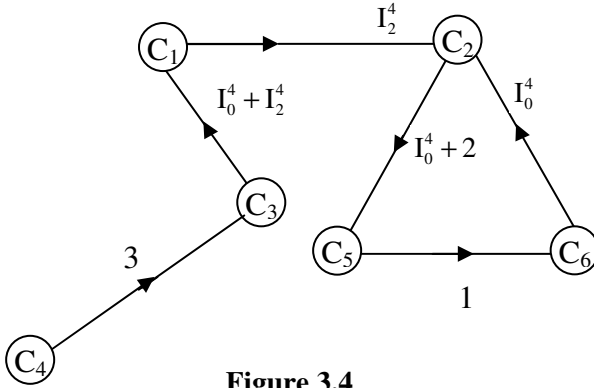 I₂⁴
C₁
C₂
I₀⁴ + I₂⁴
I₀⁴
I₀⁴ + 2
C₃
3
C₅
C₆
1
C₄
Figure 3.4